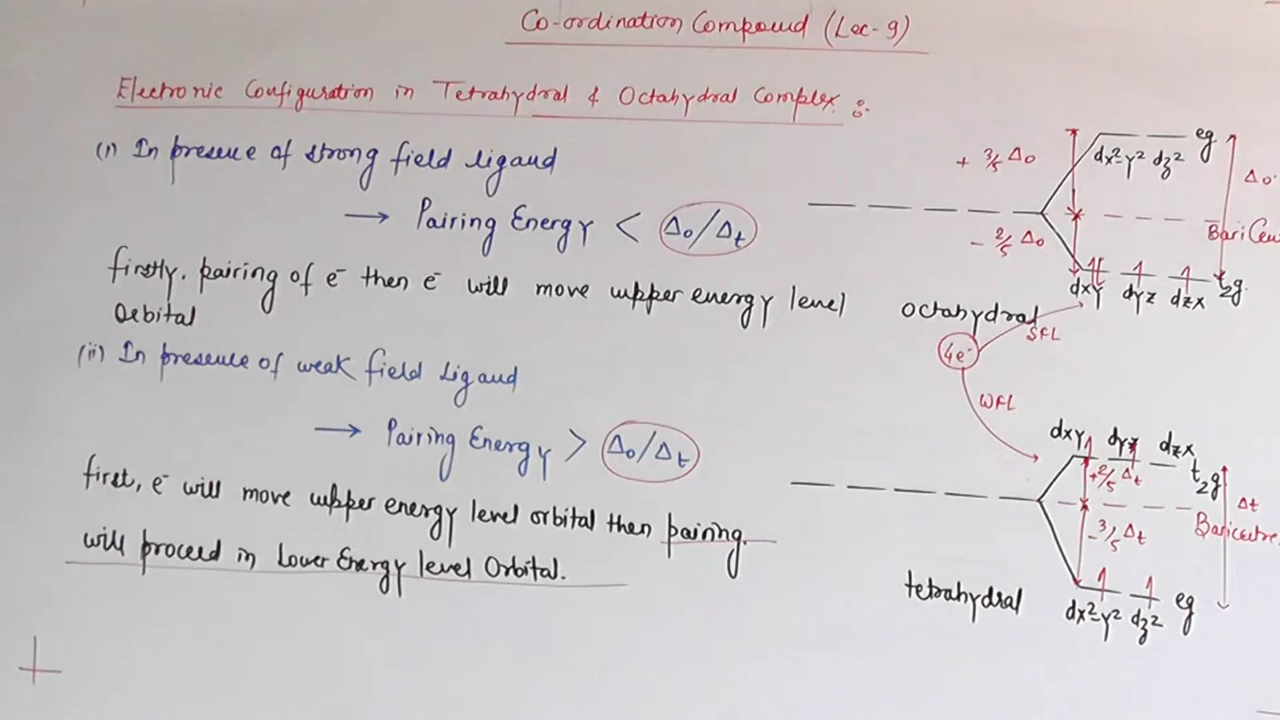 Co-ordination Compound (Lec-9)
Electronic Configuration in Tetrahydral & Octahydral Complex :-
(i) In presence of strong field ligand
→ Pairing Energy < Δo/Δt
firstly, pairing of e⁻ then e⁻ will move upper energy level
Orbital
(ii) In presence of weak field Ligand
→ Pairing Energy > Δo/Δt
first, e⁻ will move upper energy level orbital then pairing
will proceed in Lower Energy level Orbital.
eg
dx²-y² dz²
+ 3/5 Δo
Δo
BariCen
- 2/5 Δo
dxy dyz dzx t₂g
Octahydral
SFL
4e⁻
WFL
dxy dyz dzx
t₂g
+2/5 Δt
Δt
Baricentre
-3/5 Δt
tetrahydral
dx²-y² dz² eg